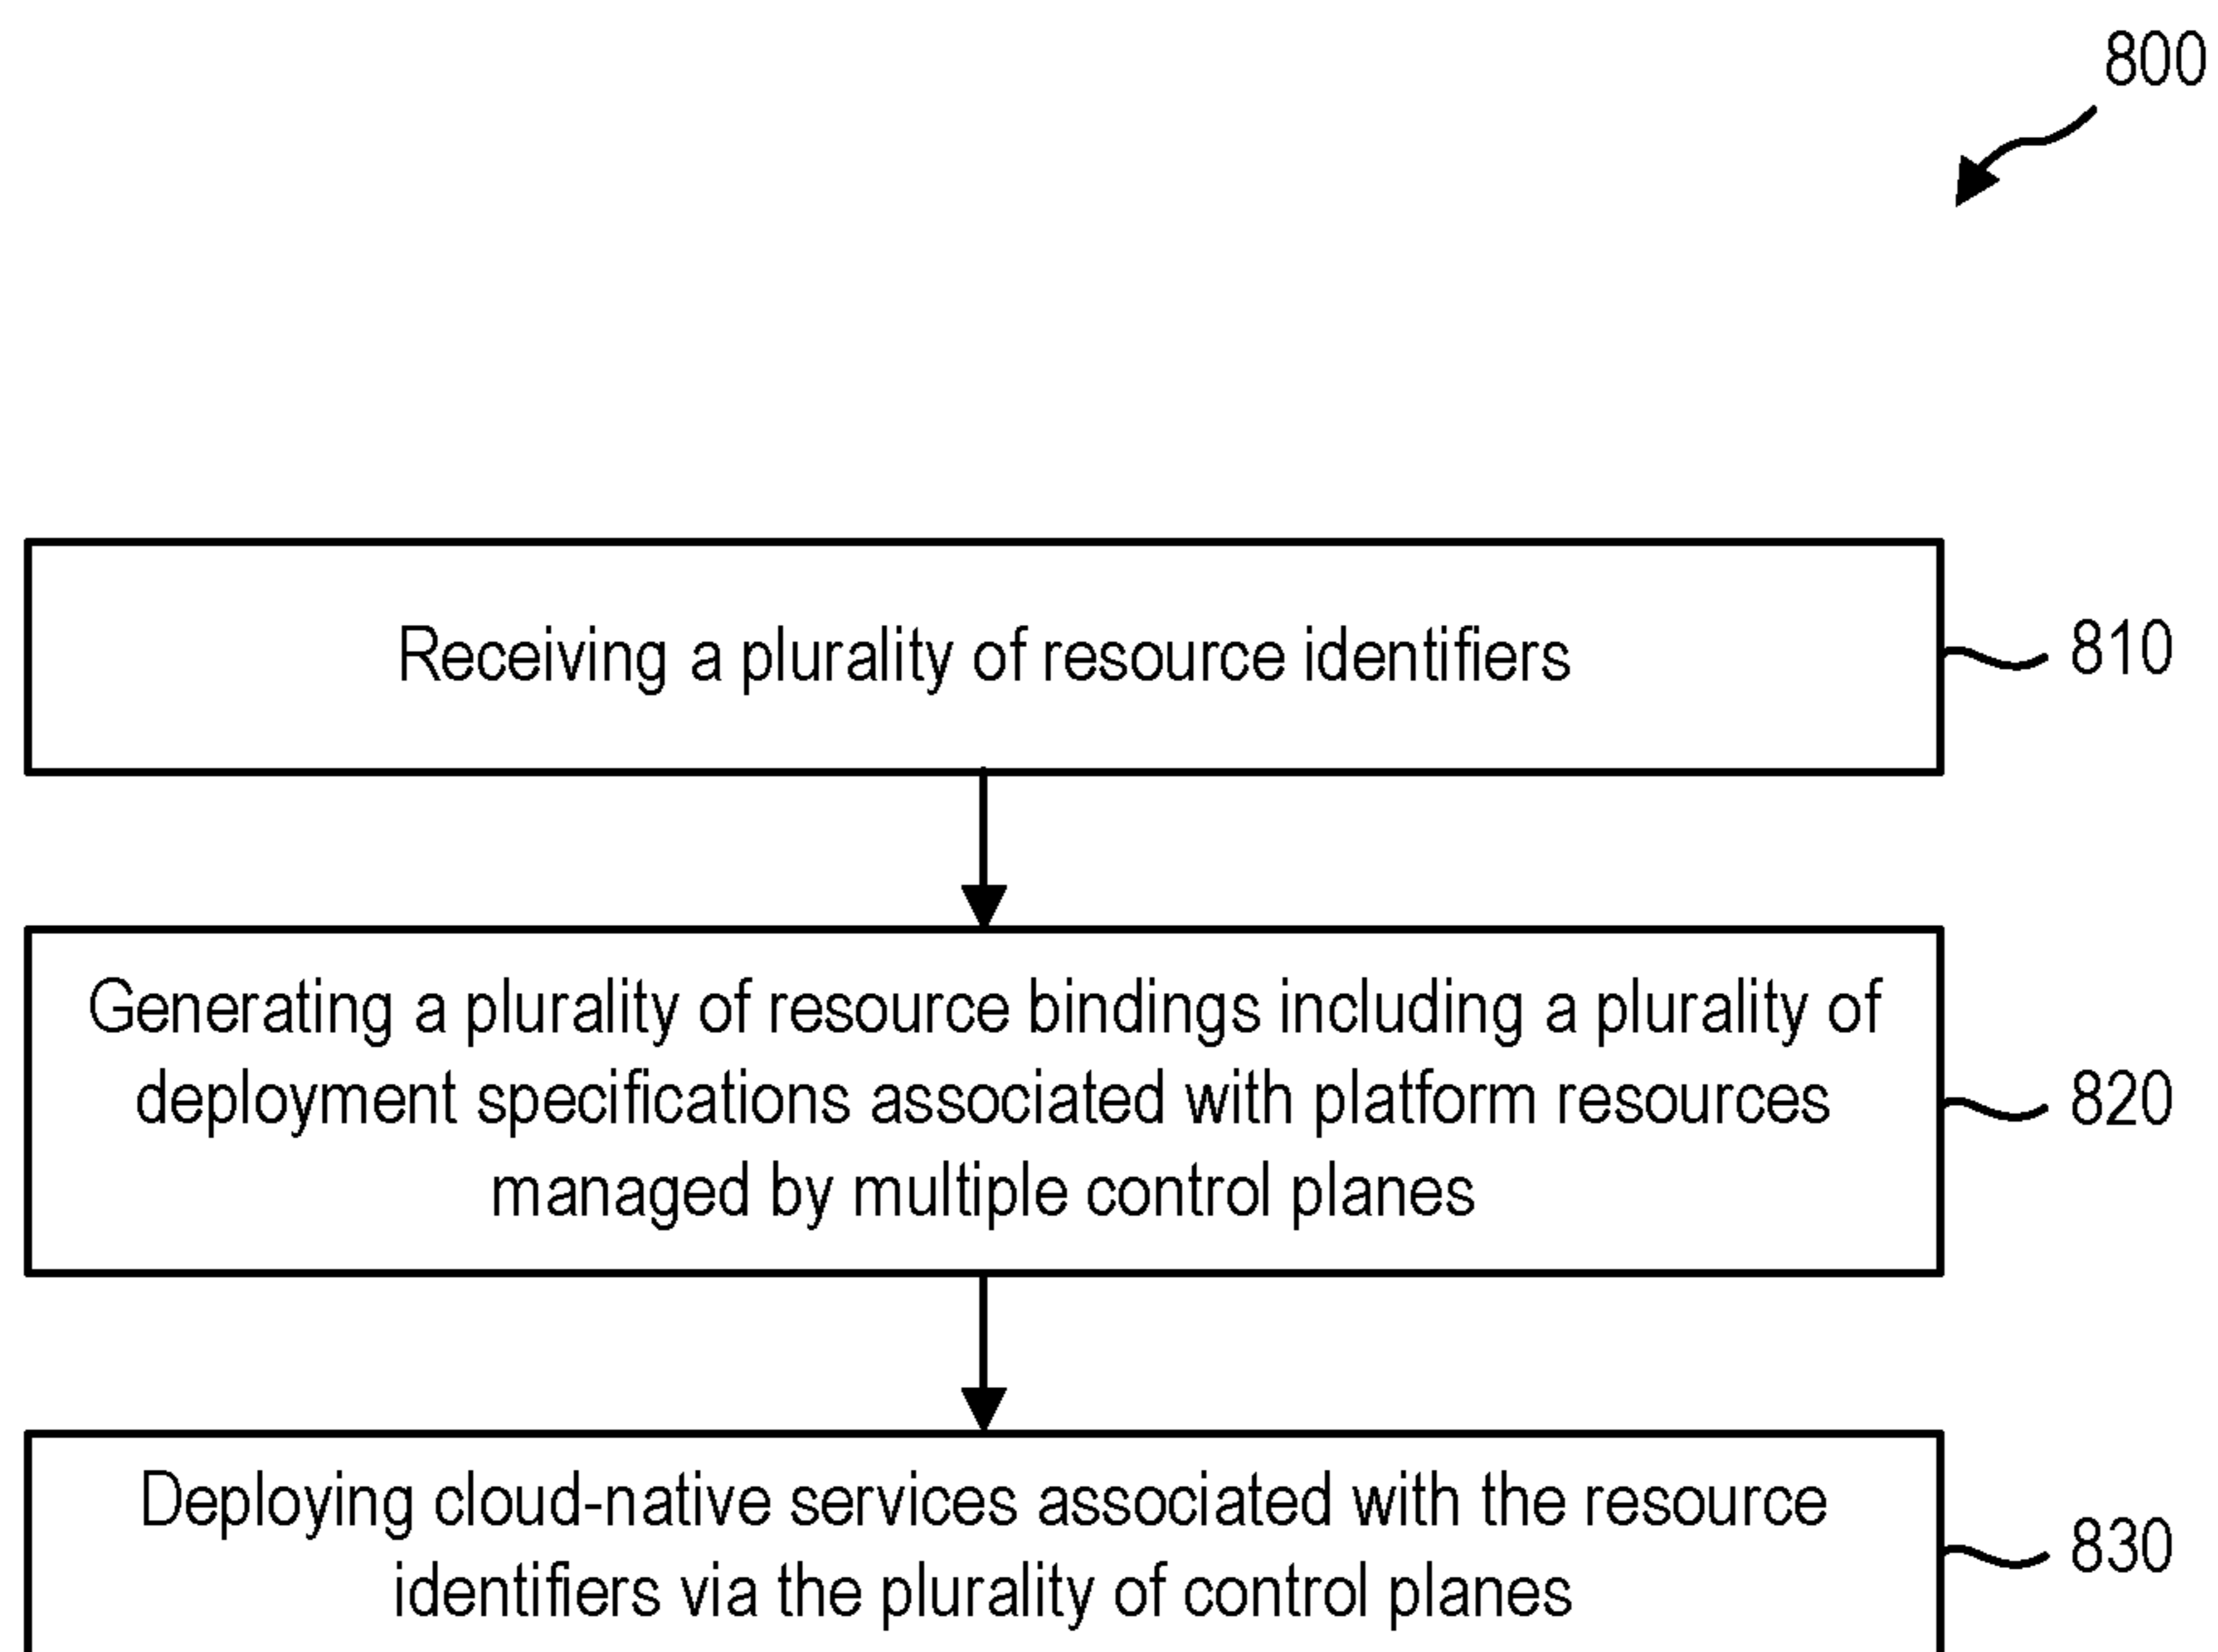 800
Receiving a plurality of resource identifiers
810
Generating a plurality of resource bindings including a plurality of
deployment specifications associated with platform resources
managed by multiple control planes
820
Deploying cloud-native services associated with the resource
identifiers via the plurality of control planes
830